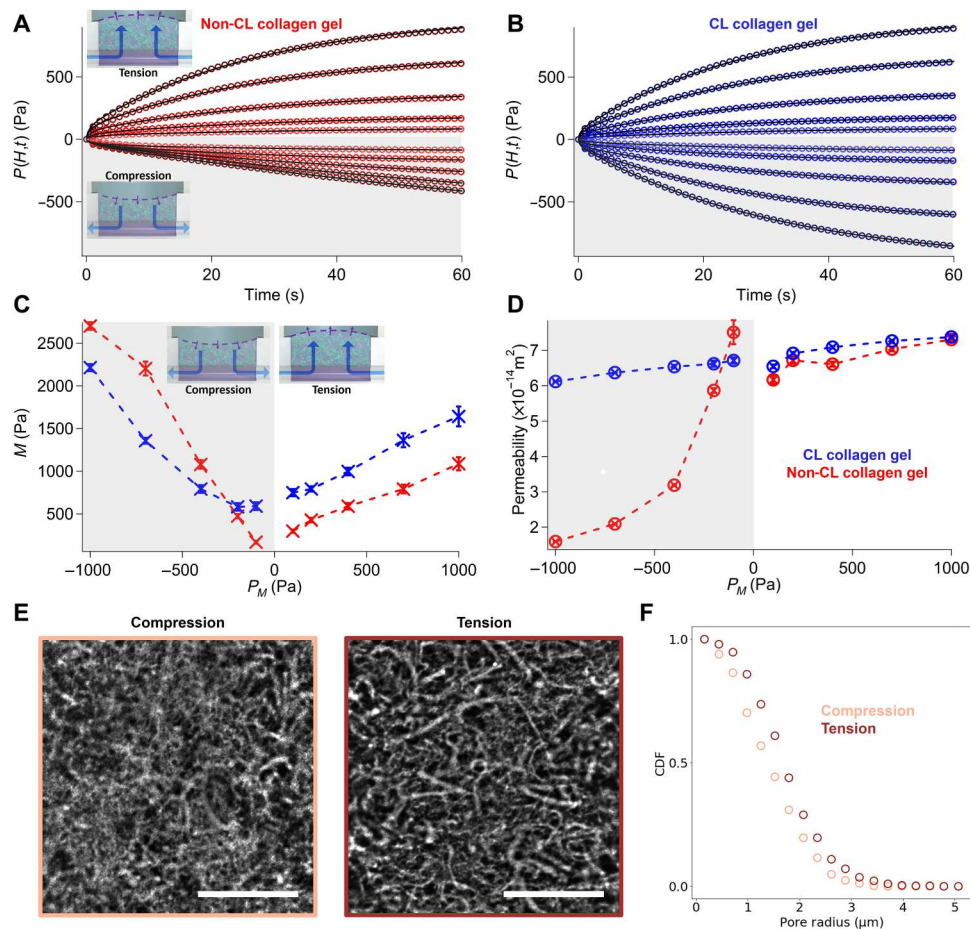 A
Non-CL collagen gel
Tension
Compression
P(H,t) (Pa)
500
0
−500
0
20
40
60
Time (s)
B
CL collagen gel
P(H,t) (Pa)
500
0
−500
0
20
40
60
Time (s)
C
M (Pa)
2500
2000
1500
1000
500
Compression
Tension
−1000
−500
0
500
1000
P_M (Pa)
D
Permeability (×10⁻¹⁴m²)
7
6
5
4
3
2
CL collagen gel
Non-CL collagen gel
−1000
−500
0
500
1000
P_M (Pa)
E
Compression
Tension
F
CDF
1.0
0.5
0.0
Compression
Tension
0
1
2
3
4
5
Pore radius (μm)